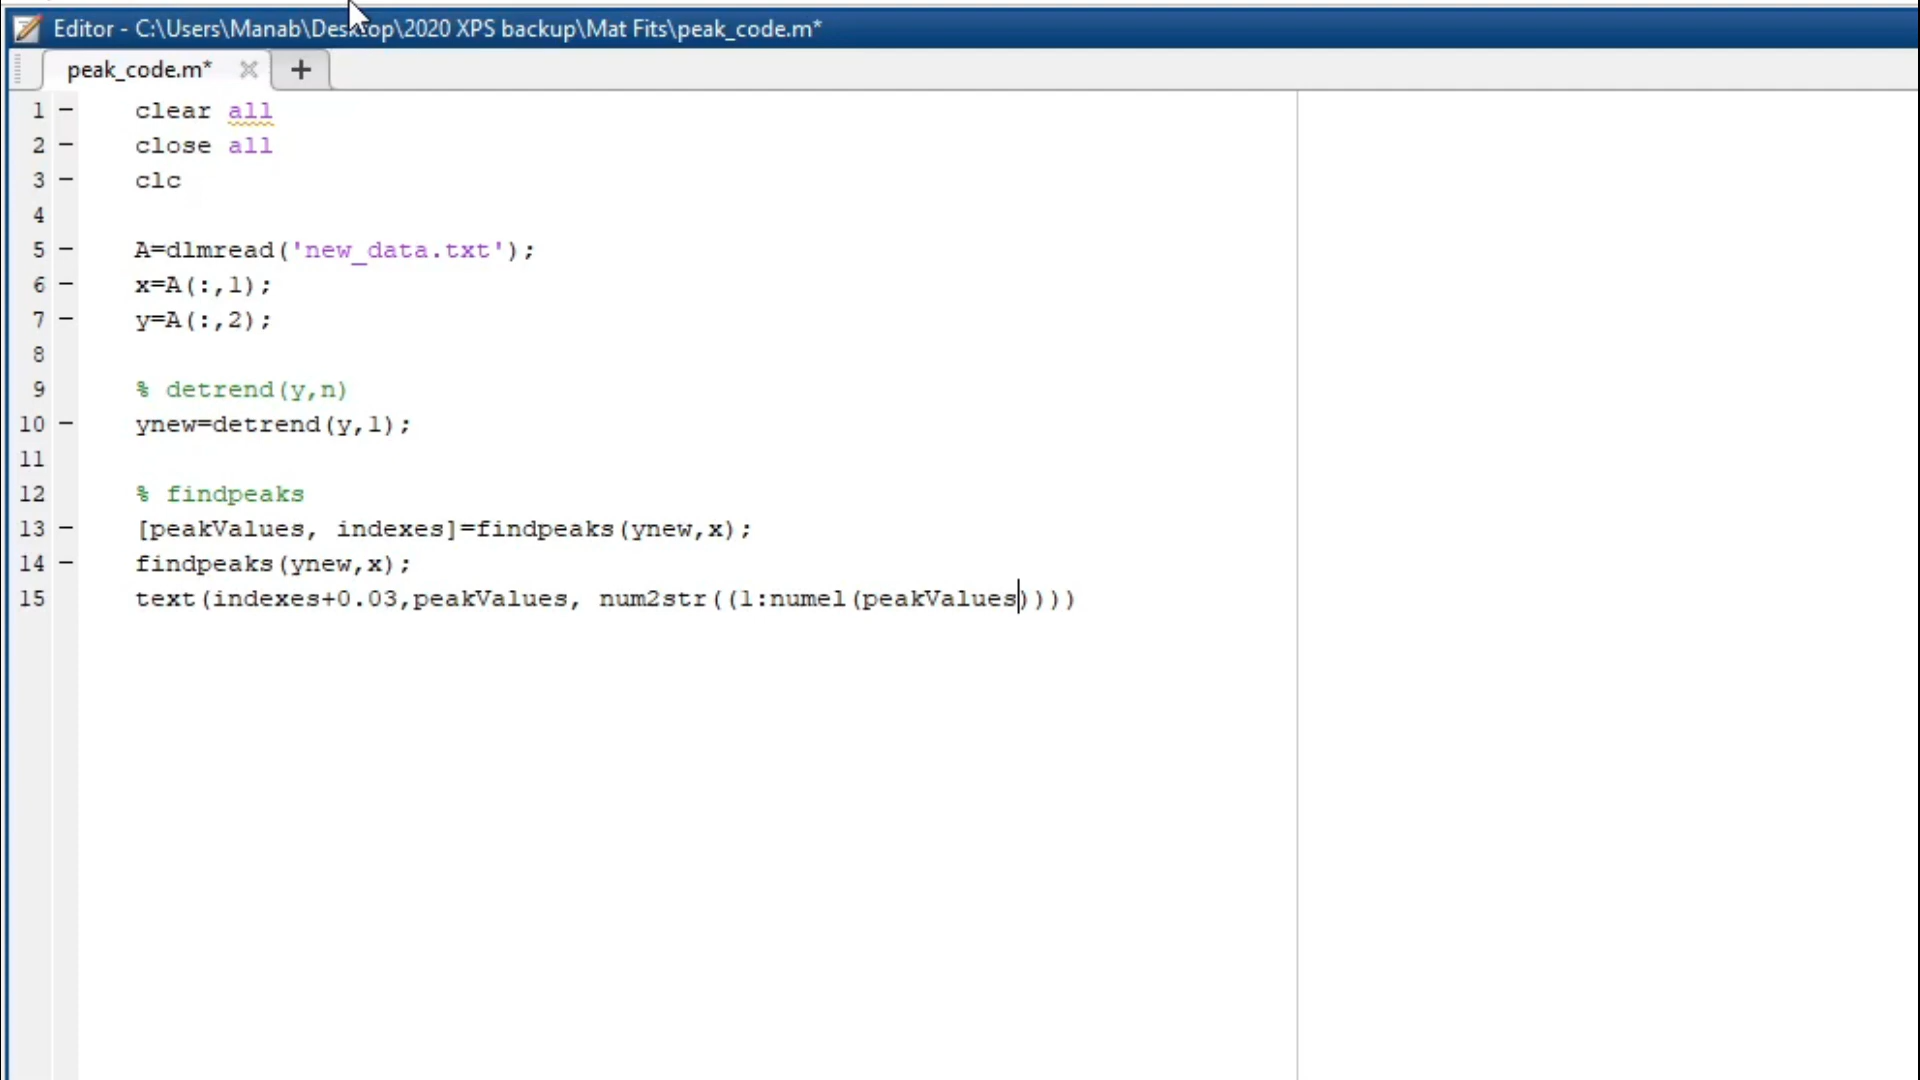 Editor - C:\Users\Manab\Desktop\2020 XPS backup\Mat Fits\peak_code.m*
peak_code.m* × +
1 – clear all
2 – close all
3 – clc
4
5 – A=dlmread('new_data.txt');
6 – x=A(:,1);
7 – y=A(:,2);
8
9 % detrend(y,n)
10 – ynew=detrend(y,1);
11
12 % findpeaks
13 – [peakValues, indexes]=findpeaks(ynew,x);
14 – findpeaks(ynew,x);
15 text(indexes+0.03,peakValues, num2str((1:numel(peakValues))))